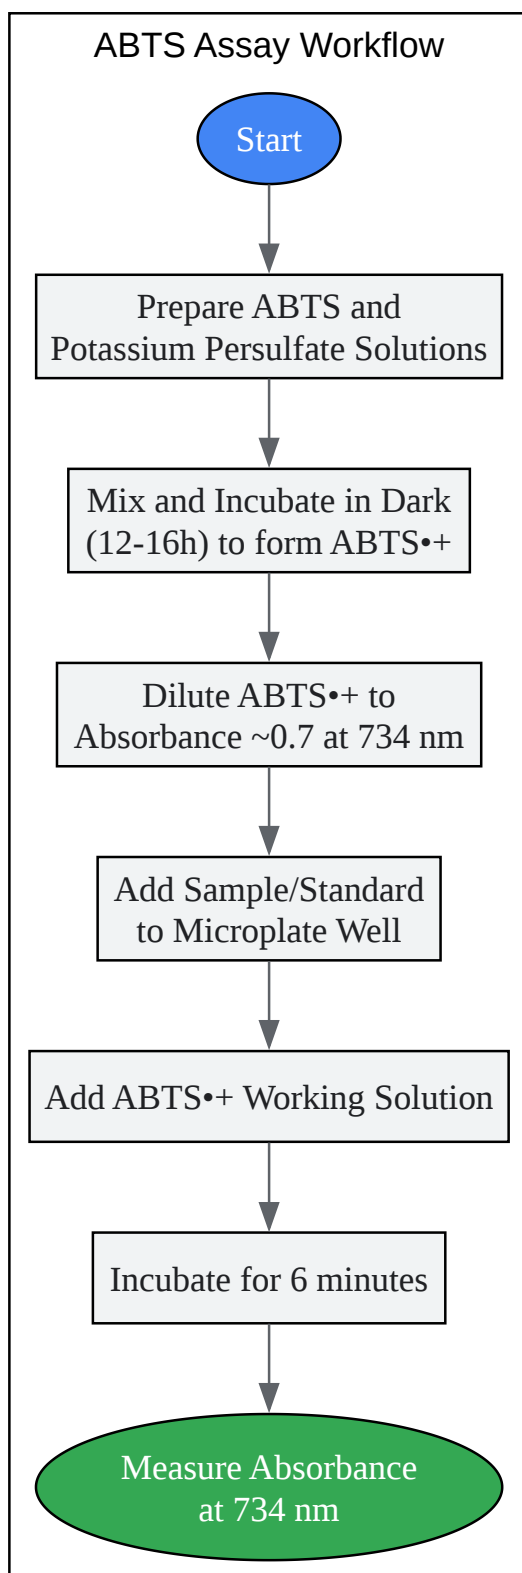 ABTS Assay Workflow
Start
Prepare ABTS and
Potassium Persulfate Solutions
Mix and Incubate in Dark
(12-16h) to form ABTS•+
Dilute ABTS•+ to
Absorbance ~0.7 at 734 nm
Add Sample/Standard
to Microplate Well
Add ABTS•+ Working Solution
Incubate for 6 minutes
Measure Absorbance
at 734 nm